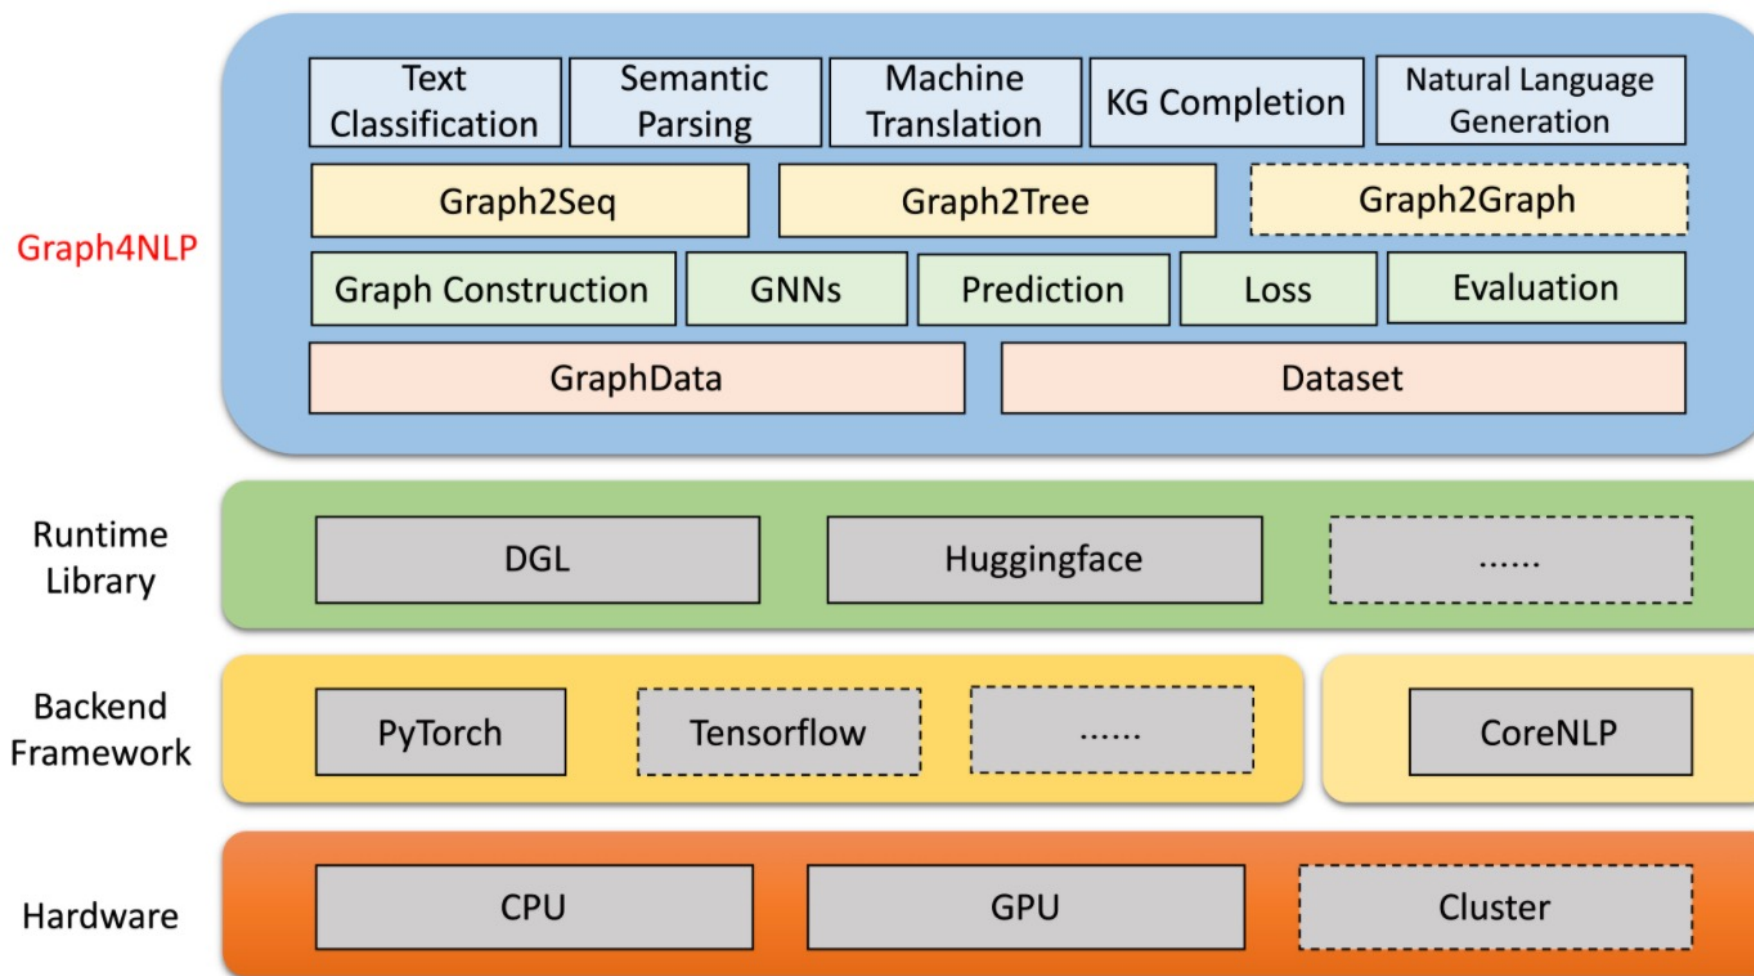 Text
Classification
Semantic
Parsing
Machine
Translation
KG Completion
Natural Language
Generation
Graph2Seq
Graph2Tree
Graph2Graph
Graph4NLP
Graph Construction
GNNs
Prediction
Loss
Evaluation
GraphData
Dataset
Runtime
Library
DGL
Huggingface
......
Backend
Framework
PyTorch
Tensorflow
......
CoreNLP
Hardware
CPU
GPU
Cluster